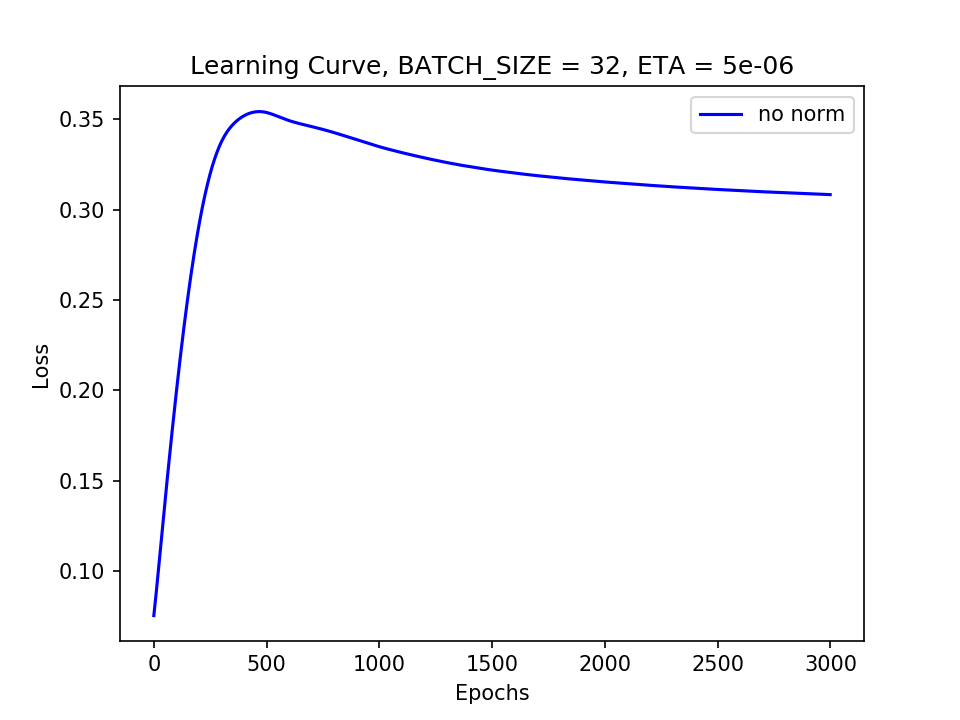 Learning Curve, BATCH_SIZE = 32, ETA = 5e-06
no norm
0.35
0.30
0.25
0.20
0.15
0.10
Loss
0 500 1000 1500 2000 2500 3000
Epochs